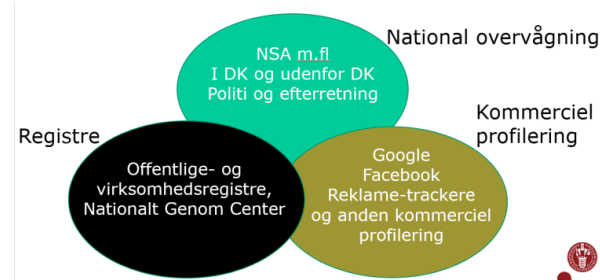 National overvågning
NSA m.fl
I DK og udenfor DK
Politi og efterretning
Kommerciel
profilering
Registre
Offentlige- og
virksomhedsregistre,
Nationalt Genom Center
Google
Facebook
Reklame-trackere
og anden kommerciel
profilering